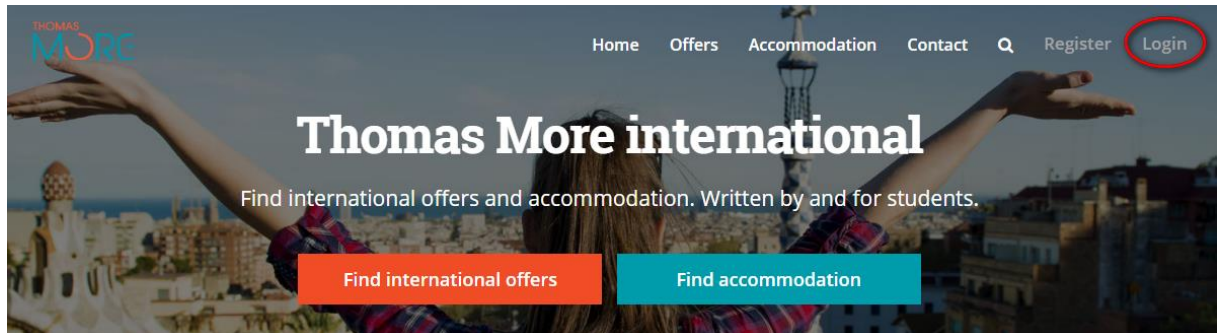 THOMAS
MORE
Home Offers Accommodation Contact Register Login
Thomas More international
Find international offers and accommodation. Written by and for students.
Find international offers Find accommodation